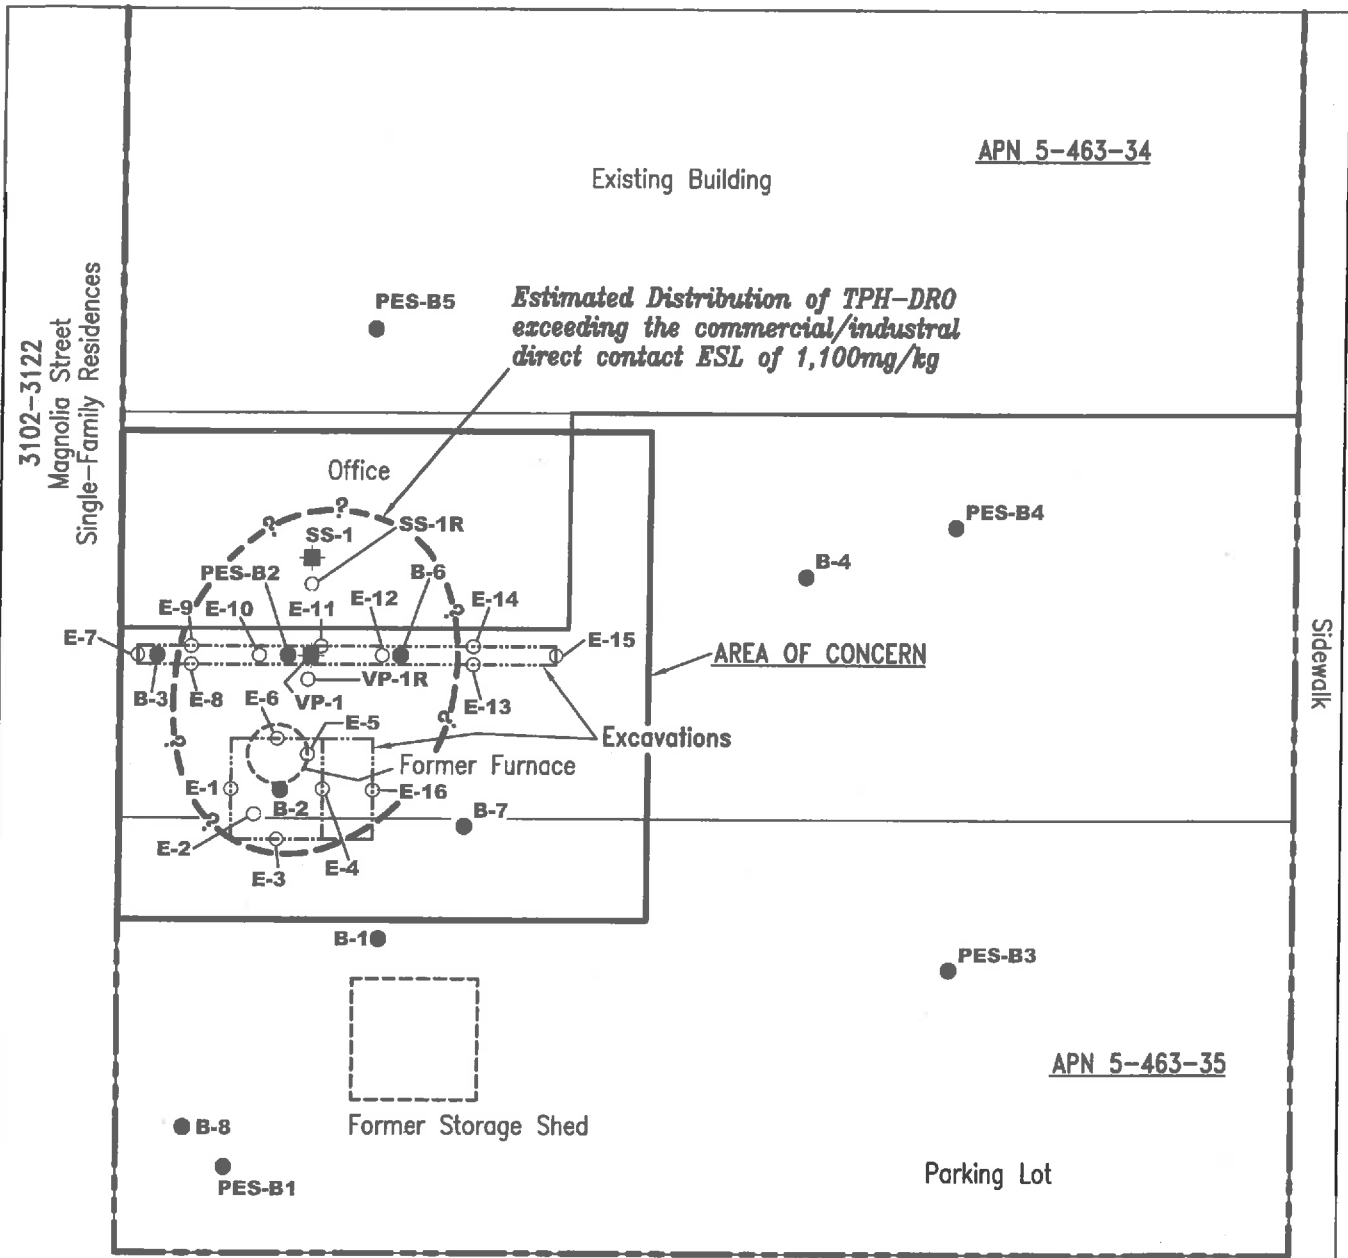 APN 5-463-34
Existing Building
3102-3122
Magnolia Street
Single-Family Residences
PES-B5
Estimated Distribution of TPH-DRO
exceeding the commercial/industral
direct contact ESL of 1,100mg/kg
Office
?
?
SS-1
SS-1R
PES-B4
B-4
PES-B2
B-6
E-9
E-10
E-11
E-12
E-14
?
E-7
E-15
AREA OF CONCERN
Sidewalk
B-3
E-8
E-6
VP-1
VP-1R
E-13
?
E-5
?
Excavations
Former Furnace
E-1
B-2
E-16
B-7
?
E-2
E-3
E-4
B-1
PES-B3
APN 5-463-35
Former Storage Shed
B-8
PES-B1
Parking Lot